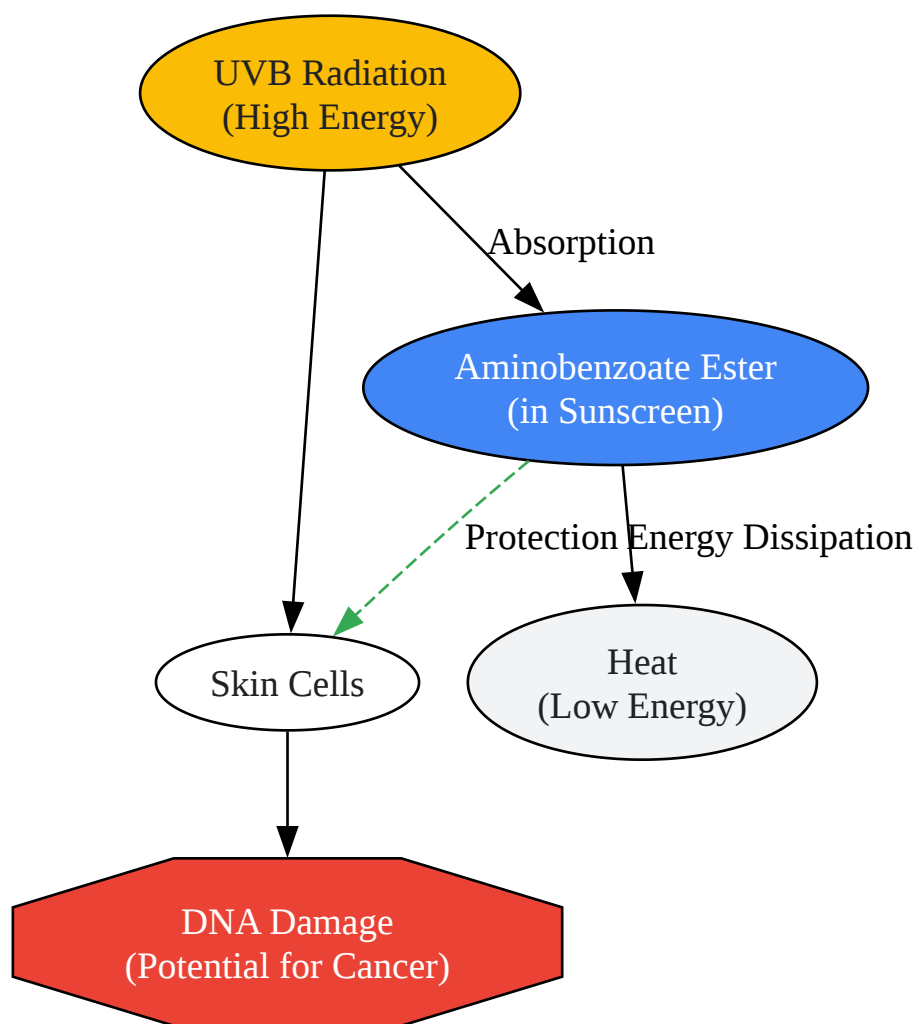 UVB Radiation
(High Energy)
Absorption
Aminobenzoate Ester
(in Sunscreen)
Protection
Energy Dissipation
Skin Cells
Heat
(Low Energy)
DNA Damage
(Potential for Cancer)